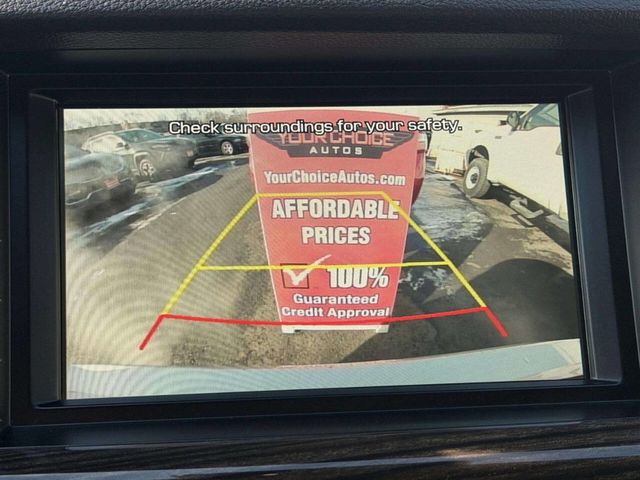 Check surroundings for your safety.
YOUR CHOICE
AUTOS
YourChoiceAutos.com
AFFORDABLE
PRICES
100%
Guaranteed
Credit Approval